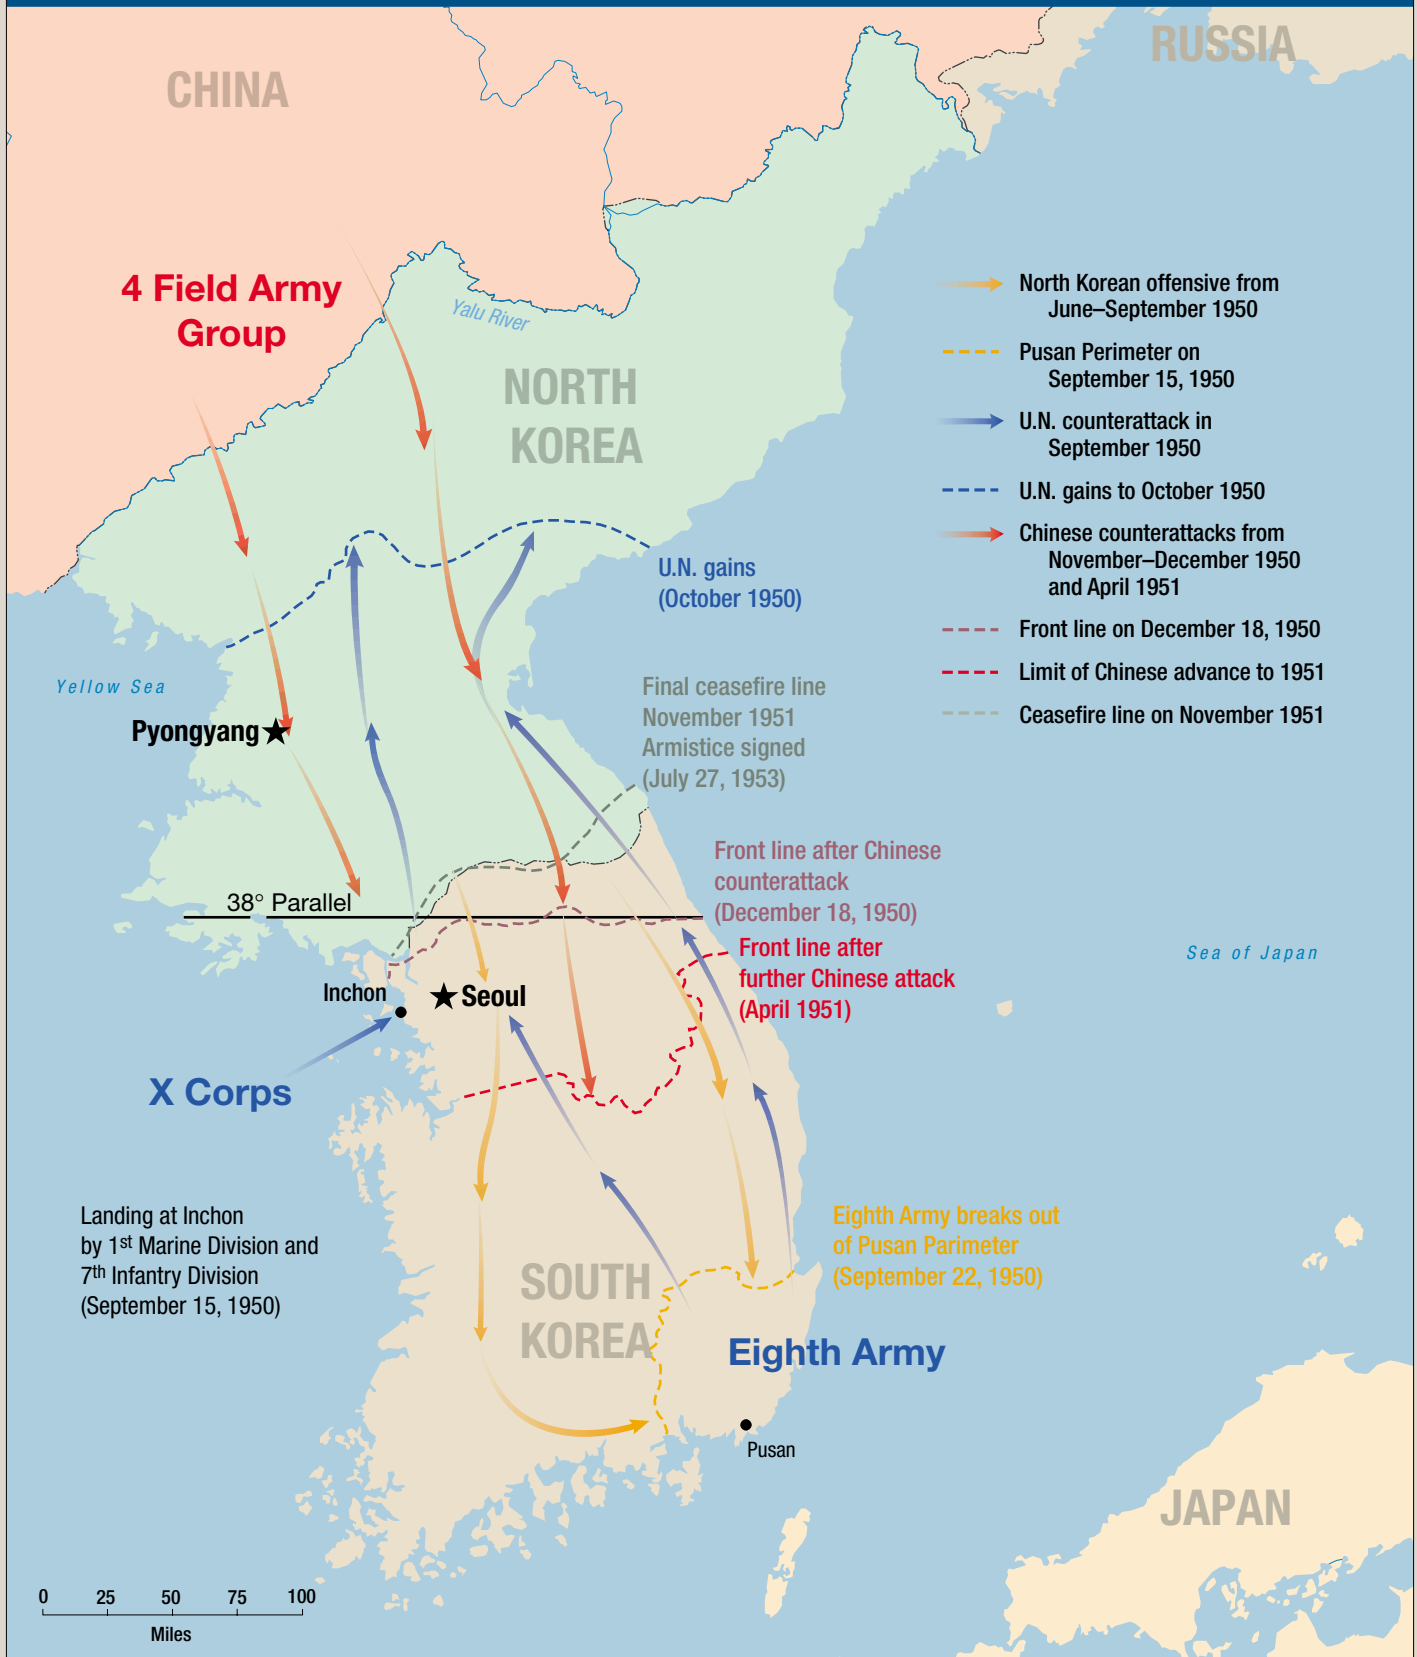 CHINA
RUSSIA
4 Field Army
Group
Yalu River
NORTH
KOREA
North Korean offensive from
June–September 1950
Pusan Perimeter on
September 15, 1950
U.N. counterattack in
September 1950
U.N. gains to October 1950
Chinese counterattacks from
November–December 1950
and April 1951
Front line on December 18, 1950
Limit of Chinese advance to 1951
Ceasefire line on November 1951
U.N. gains
(October 1950)
Yellow Sea
Pyongyang
Final ceasefire line
November 1951
Armistice signed
(July 27, 1953)
38° Parallel
Front line after Chinese
counterattack
(December 18, 1950)
Front line after
further Chinese attack
(April 1951)
Sea of Japan
Inchon
Seoul
X Corps
Landing at Inchon
by 1st Marine Division and
7th Infantry Division
(September 15, 1950)
Eighth Army breaks out
of Pusan Parimeter
(September 22, 1950)
SOUTH
KOREA
Eighth Army
Pusan
JAPAN
0 25 50 75 100
Miles